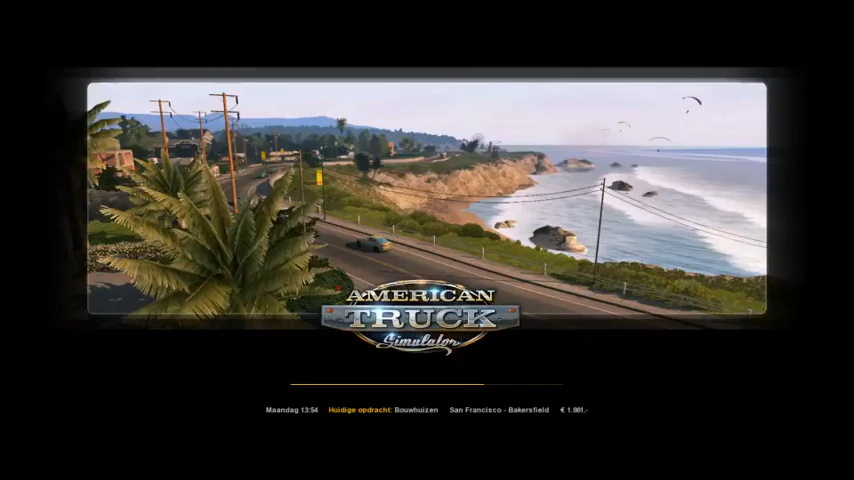 AMERICAN
TRUCK
Simulator
Maandag 13:54 Huidige opdracht: Bouwhuizen San Francisco - Bakersfield € 1.881,-